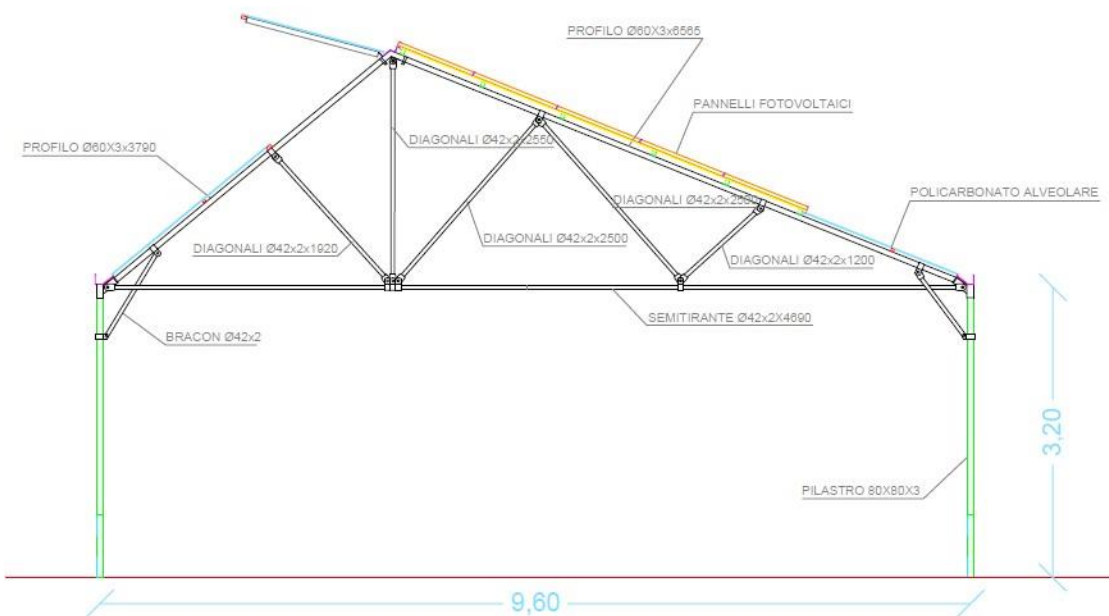 PROFILO Ø60X3x6565
PANNELLI FOTOVOLTAICI
DIAGONALI Ø42x2x2550
PROFILO Ø60X3x3790
POLICARBONATO ALVEOLARE
DIAGONALI Ø42x2x2500
DIAGONALI Ø42x2x1920
DIAGONALI Ø42x2x2500
DIAGONALI Ø42x2x1200
SEMITIRANTE Ø42x2X4690
BRACON Ø42x2
3,20
PILASTRO 80X80X3
9,60